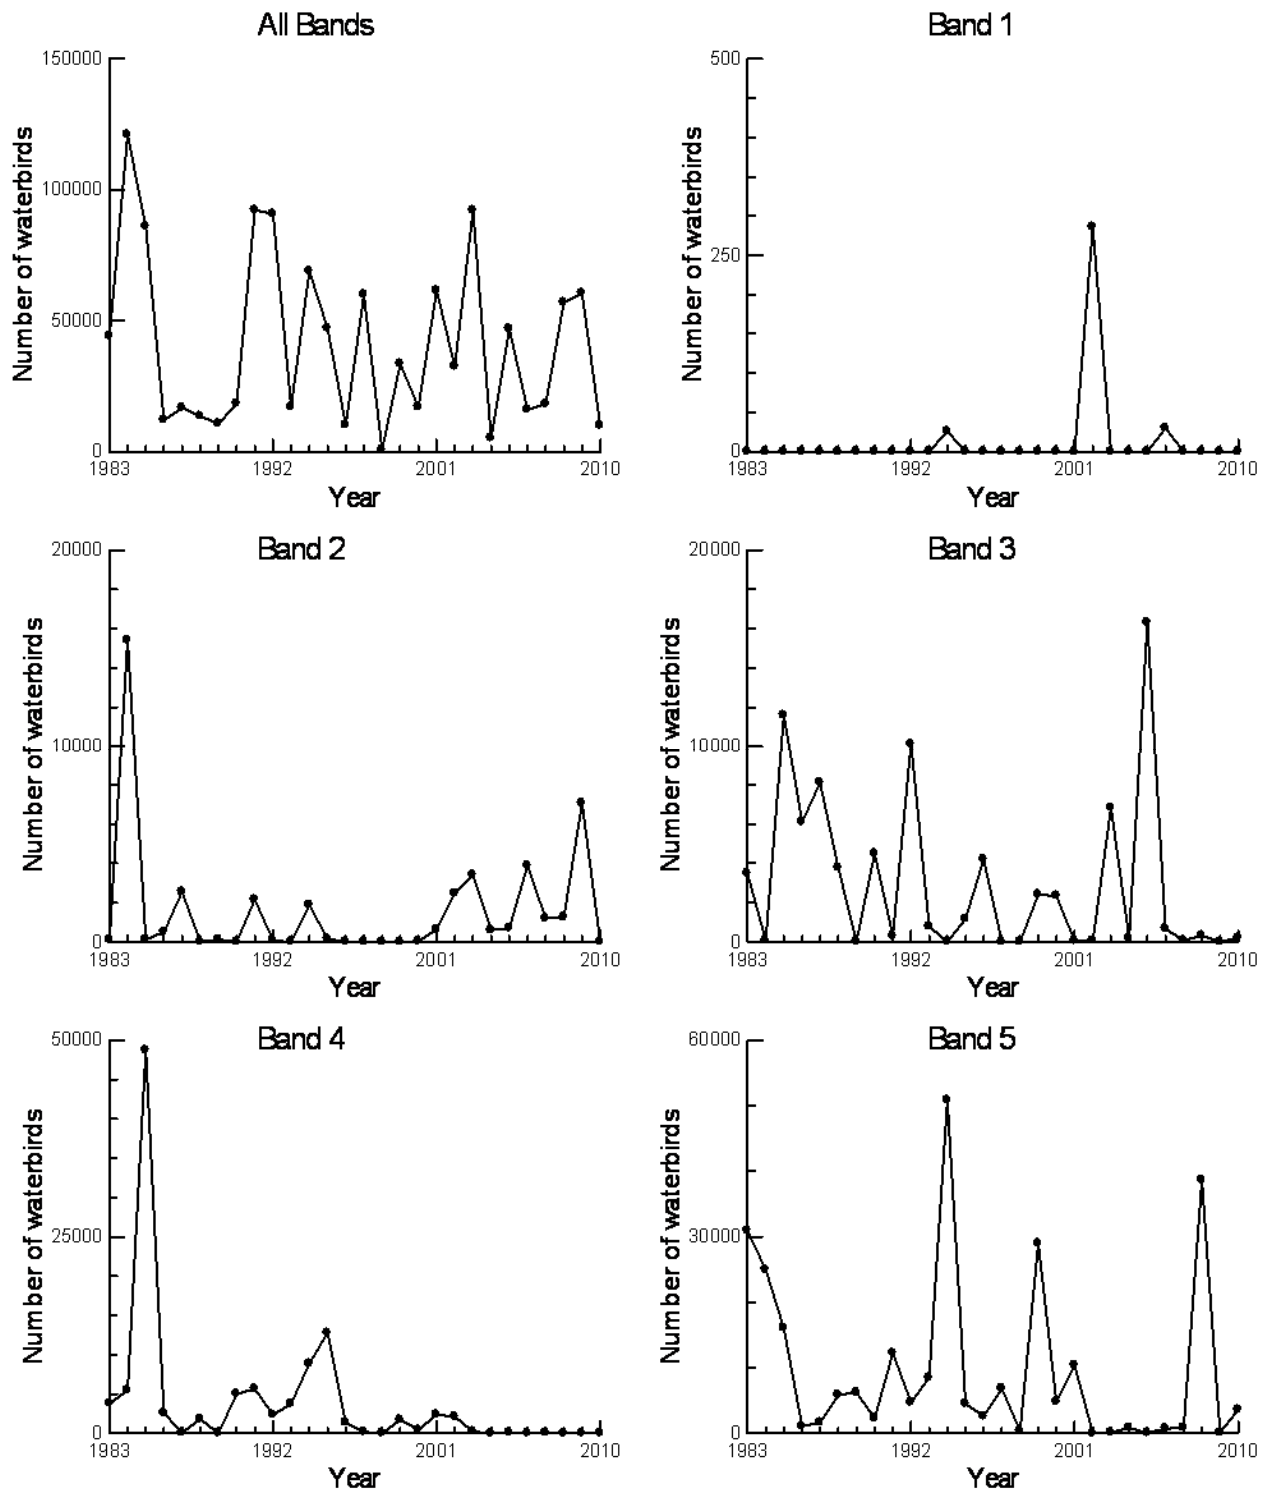 All Bands
150000
100000
50000
0
1983 1992 2001 2010
Year
Number of waterbirds
Band 1
500
250
0
1983 1992 2001 2010
Year
Number of waterbirds
Band 2
20000
10000
0
1983 1992 2001 2010
Year
Number of waterbirds
Band 3
20000
10000
0
1983 1992 2001 2010
Year
Number of waterbirds
Band 4
50000
25000
0
1983 1992 2001 2010
Year
Number of waterbirds
Band 5
60000
30000
0
1983 1992 2001 2010
Year
Number of waterbirds